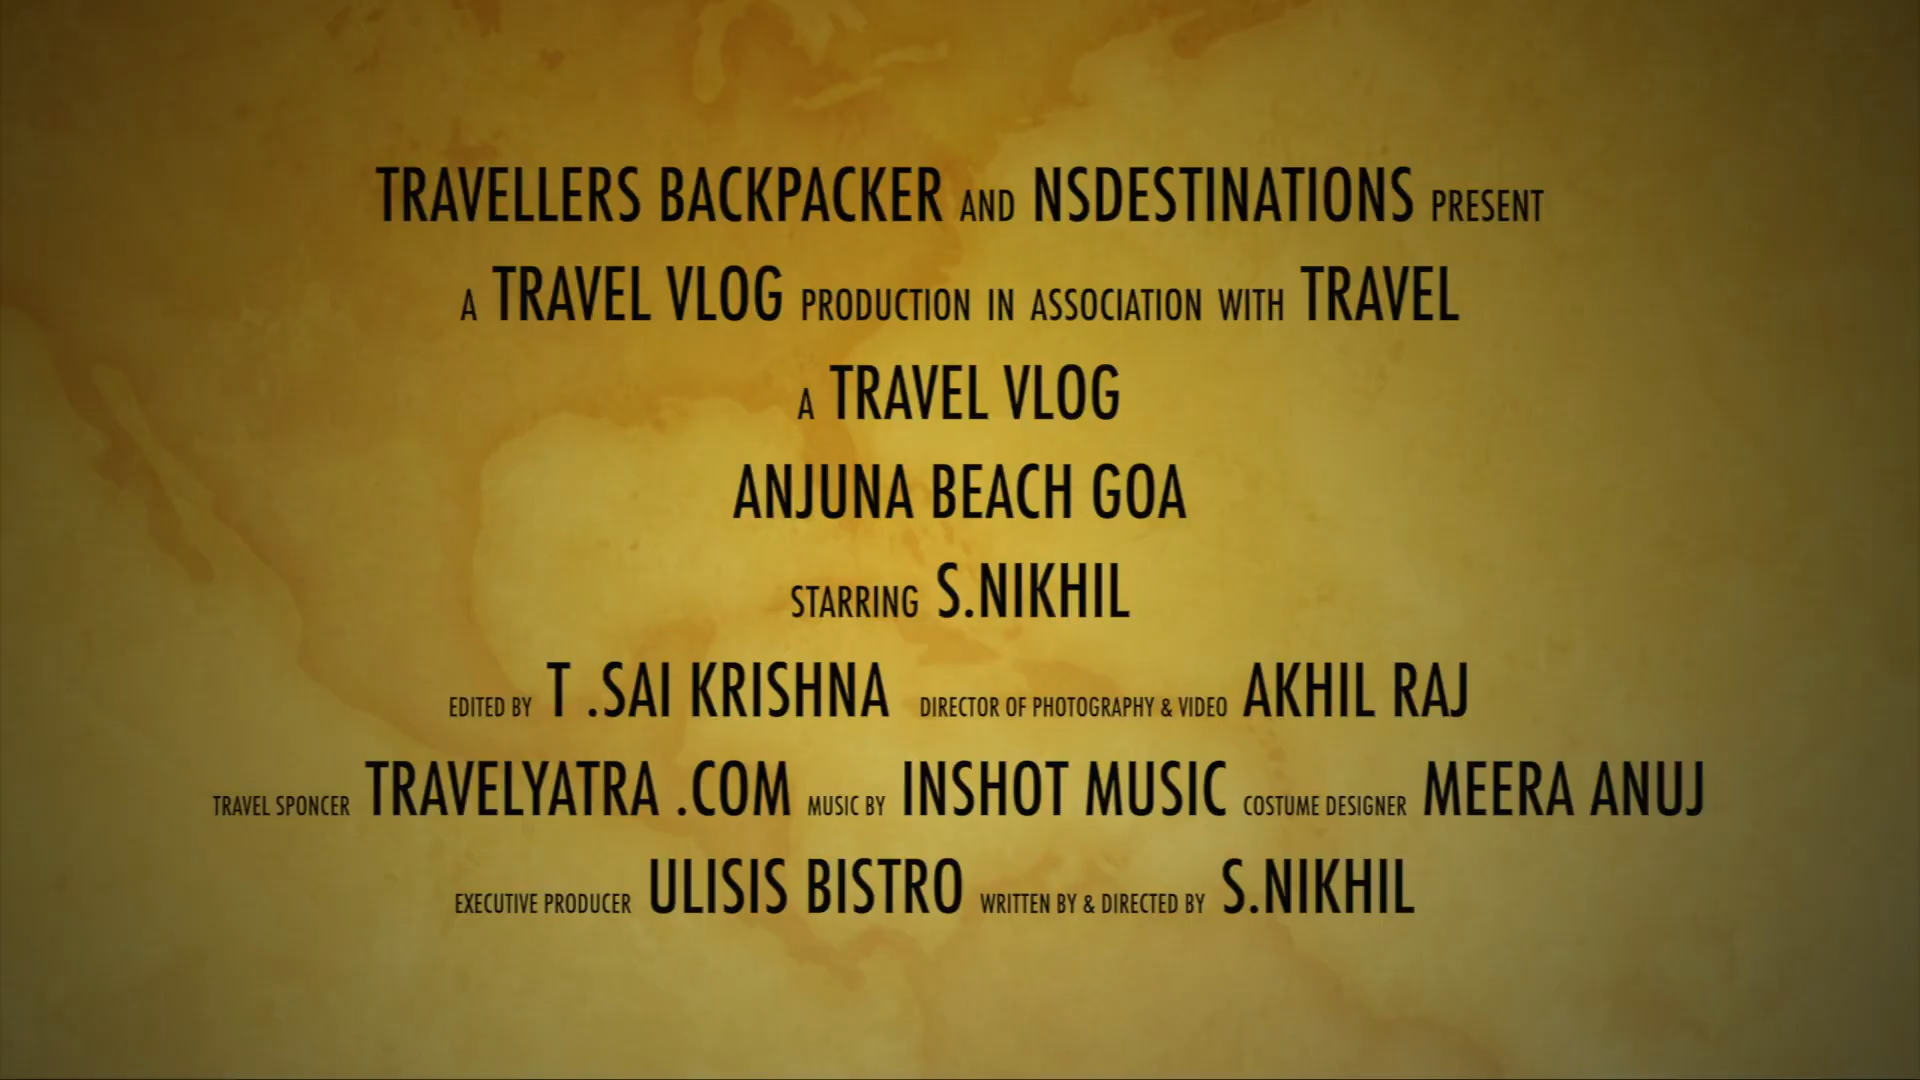 TRAVELLERS BACKPACKER AND NSDESTINATIONS PRESENT
A TRAVEL VLOG PRODUCTION IN ASSOCIATION WITH TRAVEL
A TRAVEL VLOG
ANJUNA BEACH GOA
STARRING S.NIKHIL
EDITED BY T .SAI KRISHNA DIRECTOR OF PHOTOGRAPHY & VIDEO AKHIL RAJ
TRAVEL SPONCER TRAVELYATRA .COM MUSIC BY INSHOT MUSIC COSTUME DESIGNER MEERA ANUJ
EXECUTIVE PRODUCER ULISIS BISTRO WRITTEN BY & DIRECTED BY S.NIKHIL